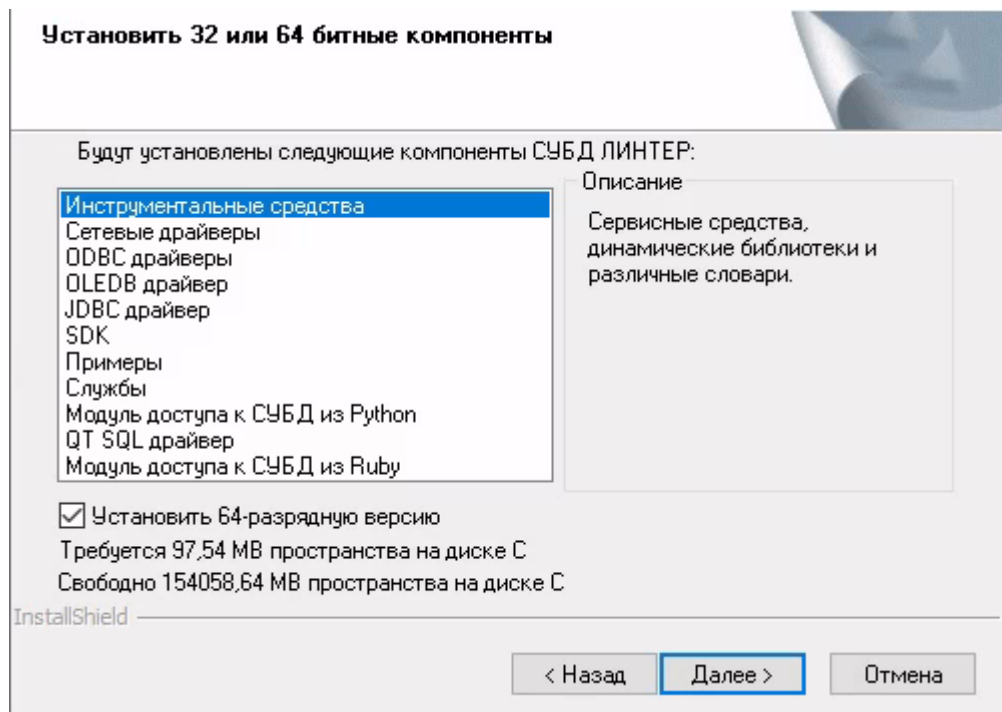 Установить 32 или 64 битные компоненты
Будут установлены следующие компоненты СУБД ЛИНТЕР:
Инструментальные средства
Сетевые драйверы
ODBC драйверы
OLEDB драйвер
JDBC драйвер
SDK
Примеры
Службы
Модуль доступа к СУБД из Python
QT SQL драйвер
Модуль доступа к СУБД из Ruby
Описание
Сервисные средства,
динамические библиотеки и
различные словари.
Установить 64-разрядную версию
Требуется 97,54 MB пространства на диске C
Свободно 154058,64 MB пространства на диске C
InstallShield
< Назад
Далее >
Отмена